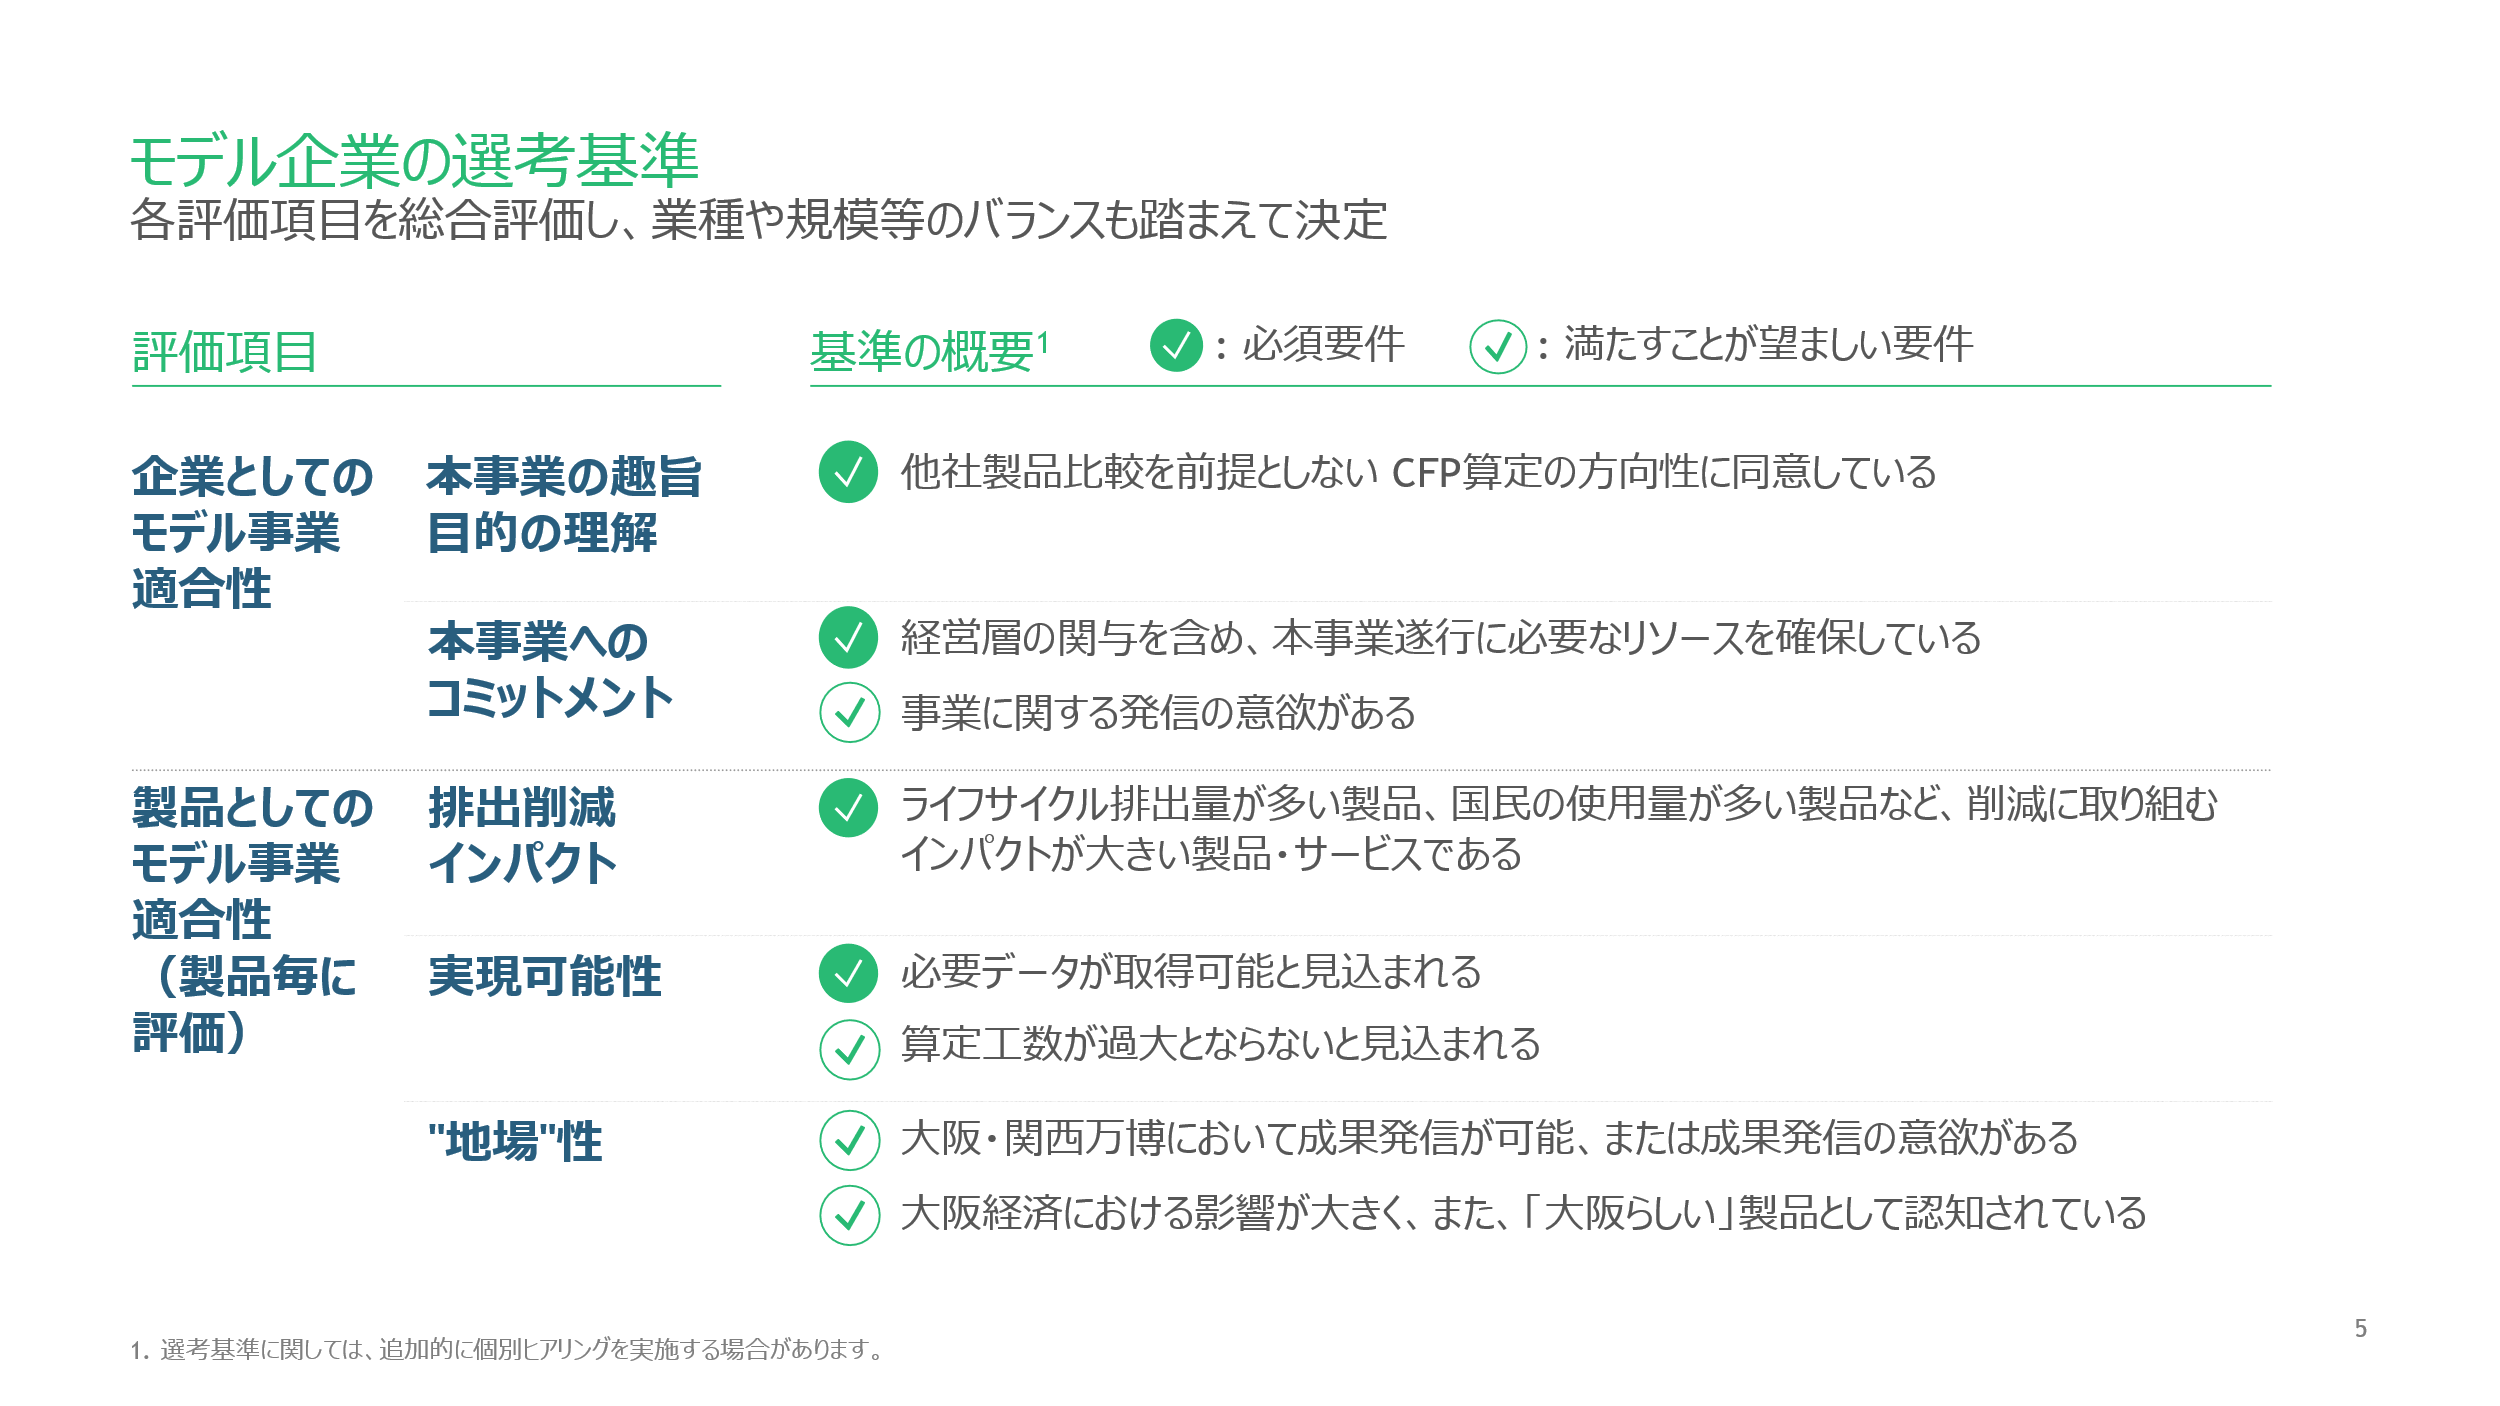 モデル企業の選考基準
各評価項目を総合評価し、業種や規模等のバランスも踏まえて決定
評価項目
基準の概要1
：必須要件
：満たすことが望ましい要件
企業としての
モデル事業
適合性
本事業の趣旨
目的の理解
他社製品比較を前提としない CFP算定の方向性に同意している
本事業への
コミットメント
経営層の関与を含め、本事業遂行に必要なリソースを確保している
事業に関する発信の意欲がある
製品としての
モデル事業
適合性
（製品毎に
評価）
排出削減
インパクト
ライフサイクル排出量が多い製品、国民の使用量が多い製品など、削減に取り組む
インパクトが大きい製品・サービスである
実現可能性
必要データが取得可能と見込まれる
算定工数が過大とならないと見込まれる
"地場"性
大阪・関西万博において成果発信が可能、または成果発信の意欲がある
大阪経済における影響が大きく、また、「大阪らしい」製品として認知されている
1. 選考基準に関しては、追加的に個別ヒアリングを実施する場合があります。
5